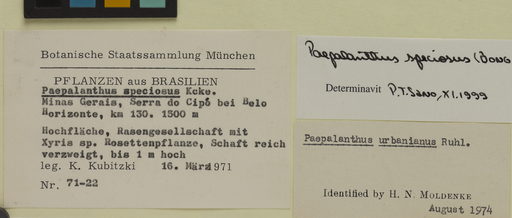 Botanische Staatssammlung München
PFLANZEN aus BRASILIEN
Paepalanthus speciosus Kcke.
Minas Gerais, Serra do Cipó bei Belo
Horizonte, km 130. 1300 m
Hochfläche, Rasengesellschaft mit
Xyris sp. Rosettenpflanze, Schaft reich
verzweigt, bis 1 m hoch
leg. K. Kubitzki 16. März 1971
Nr. 71-22
Paepalanthus speciosus (Bong
Determinavit P.T. Sano, XI.1999
Paepalanthus urbanianus Ruhl.
Identified by H. N. MOLDENKE
August 1974